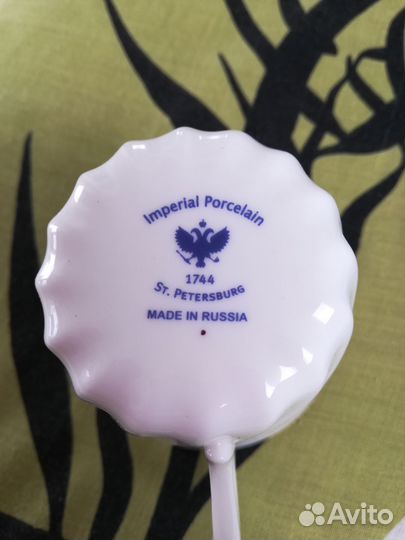 Imperial Porcelain
1744
St. Petersburg
MADE IN RUSSIA
Avito